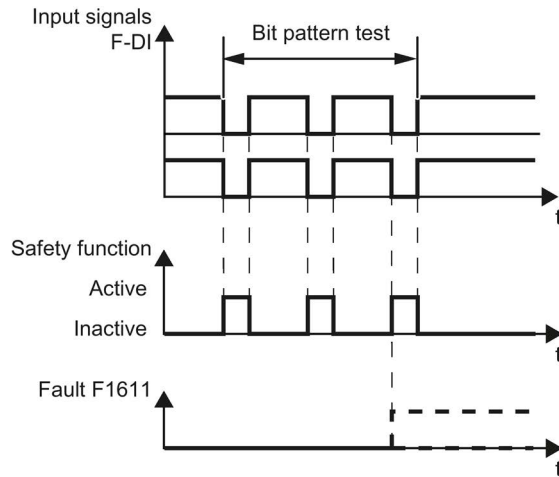 Input signals
F-DI
Bit pattern test
t
Safety function
Active
Inactive
t
Fault F1611
t